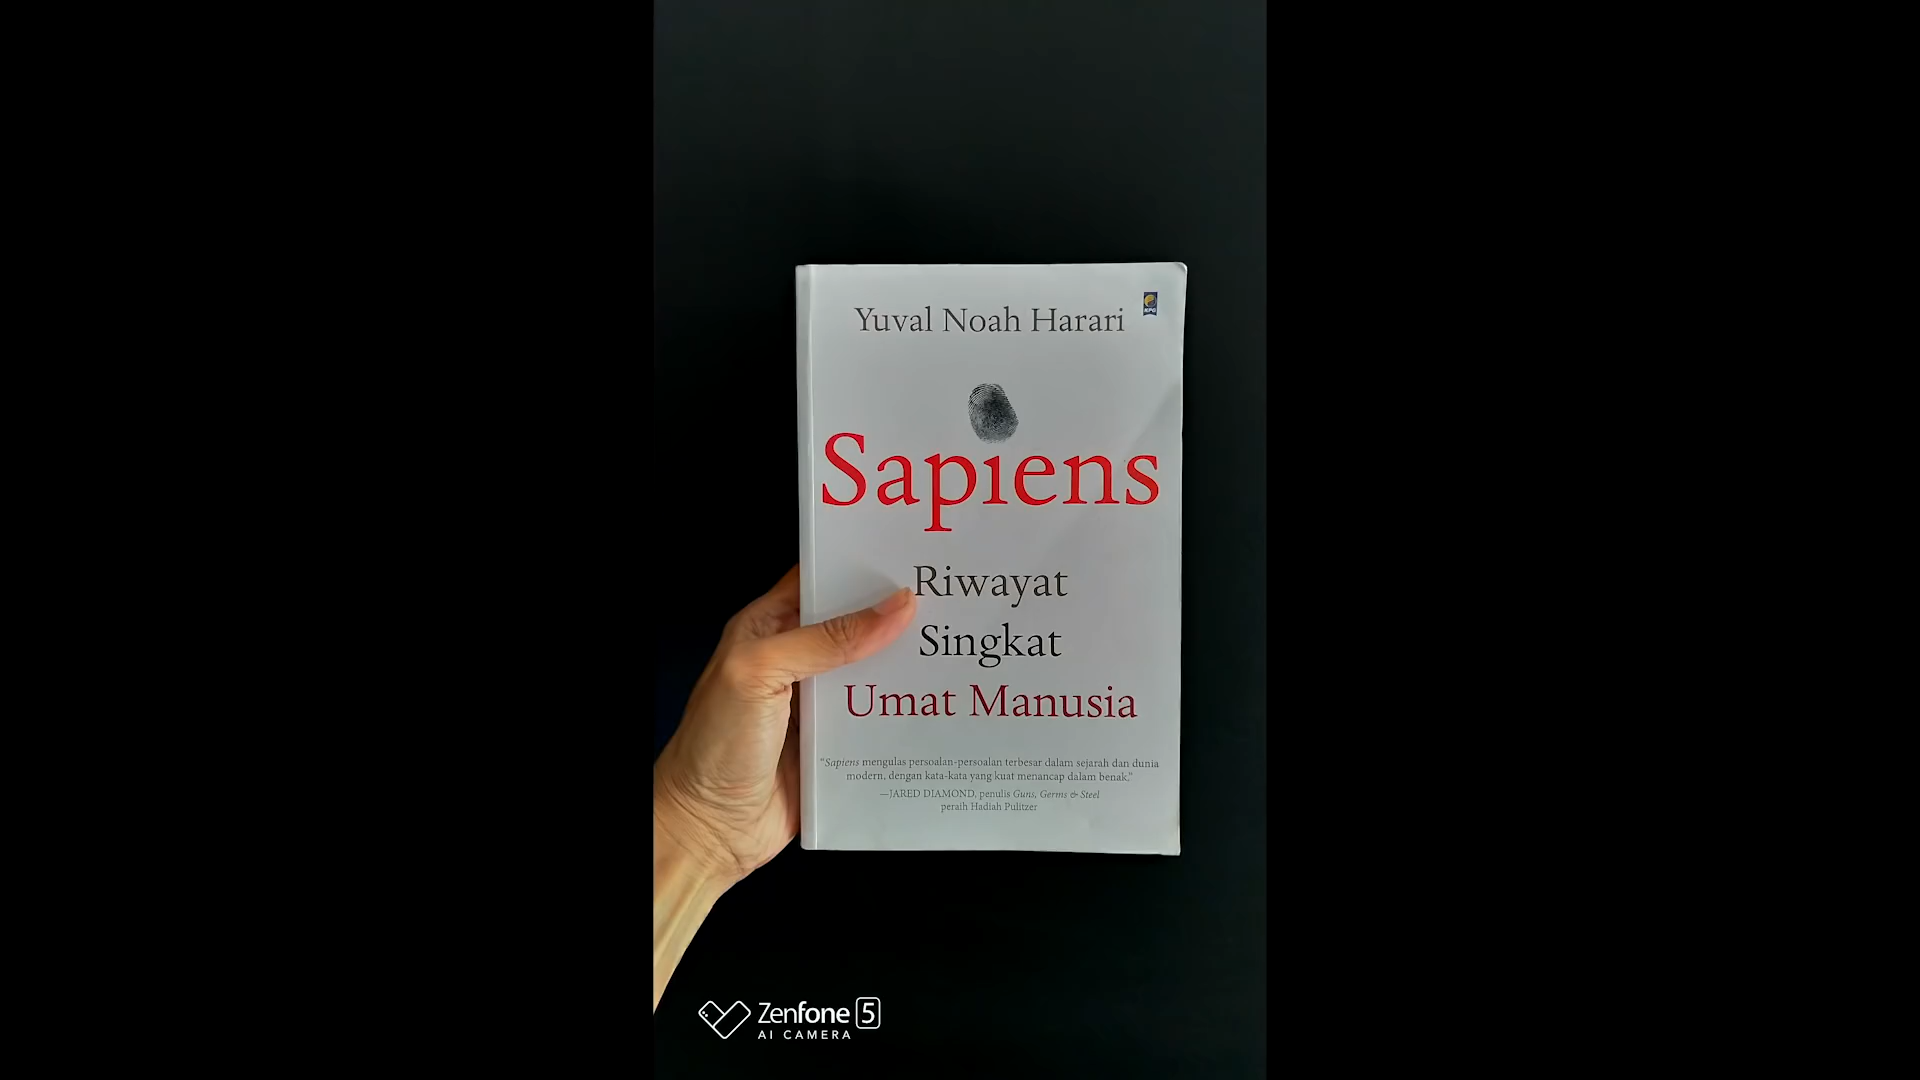 Yuval Noah Harari
KPG
Sapiens
Riwayat
Singkat
Umat Manusia
"Sapiens mengulas persoalan-persoalan terbesar dalam sejarah dan dunia
modern, dengan kata-kata yang kuat menancap dalam benak."
—JARED DIAMOND, penulis Guns, Germs & Steel
peraih Hadiah Pulitzer
Zenfone 5
AI CAMERA